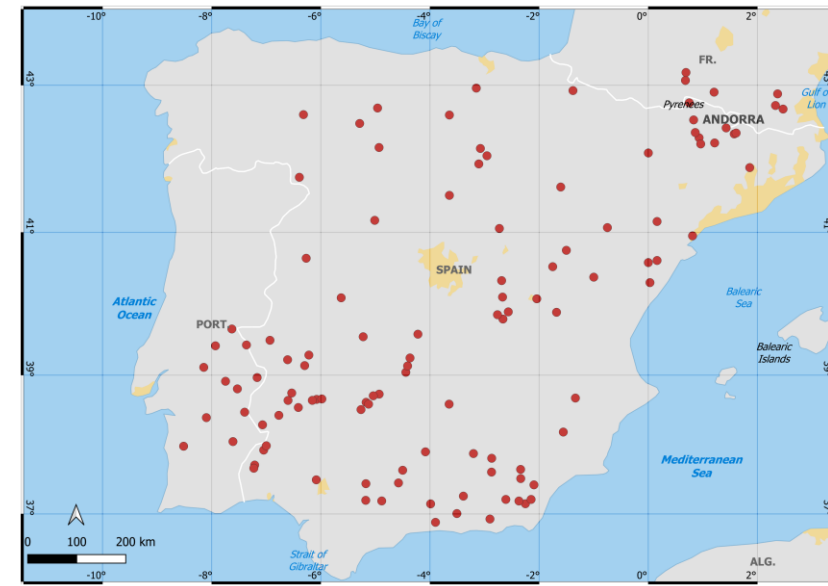 -10°
-8°
-6°
-4°
-2°
0°
2°
Bay of
Biscay
FR.
43°
Gulf of
Lion
Pyrenees
ANDORRA
41°
SPAIN
Atlantic
Ocean
Balearic
Sea
PORT.
Balearic
Islands
39°
Mediterranean
Sea
37°
37°
0 100 200 km
Strait of
Gibraltar
ALG.
-10°
-8°
-6°
-4°
-2°
0°
2°